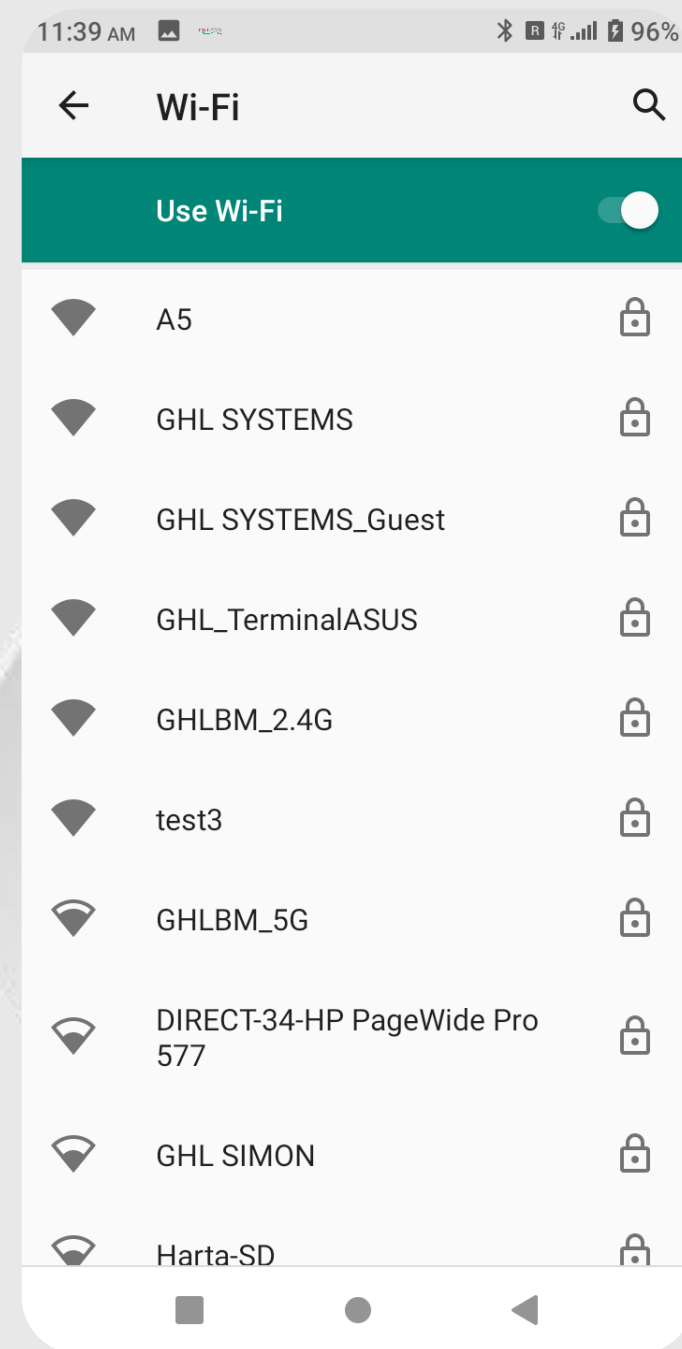 11:39 AM R 4G 96%
Wi-Fi
Use Wi-Fi
A5
GHL SYSTEMS
GHL SYSTEMS_Guest
GHL_TerminalASUS
GHLBM_2.4G
test3
GHLBM_5G
DIRECT-34-HP PageWide Pro
577
GHL SIMON
Harta-SD